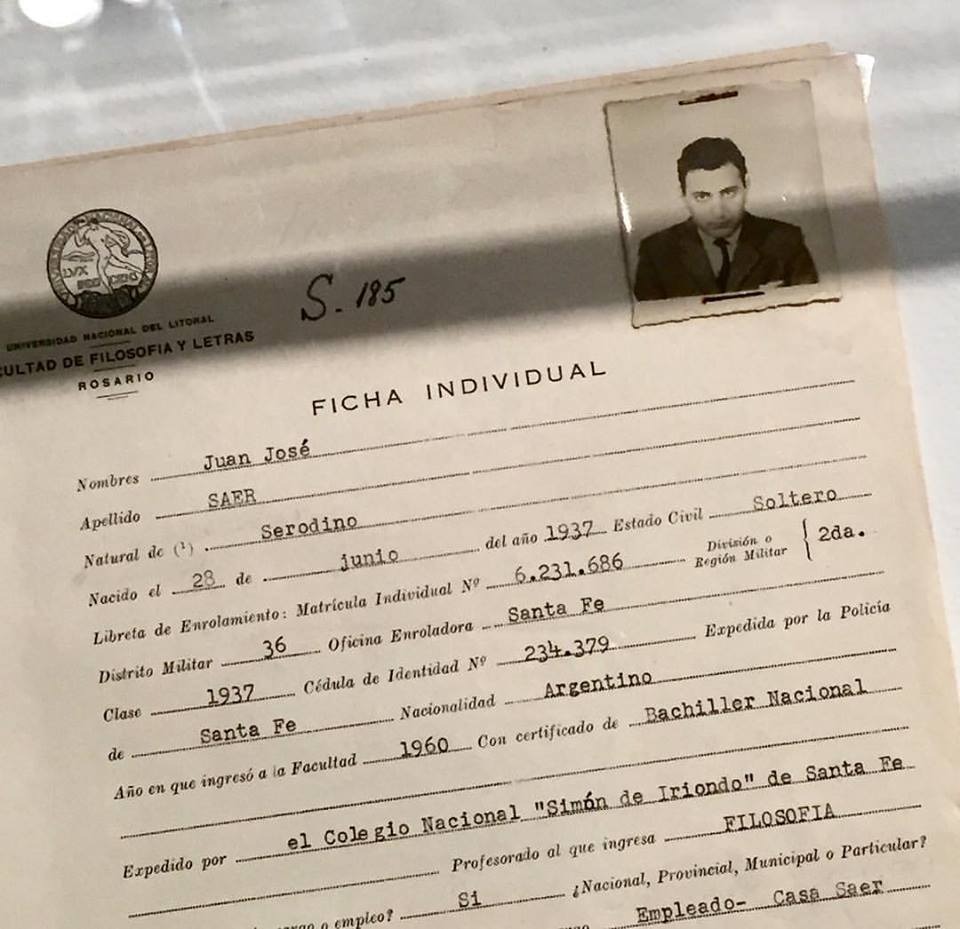 S. 185
UNIVERSIDAD NACIONAL DEL LITORAL
CULTAD DE FILOSOFIA Y LETRAS
ROSARIO
FICHA INDIVIDUAL
Nombres Juan José
Apellido SAER
Natural de (1) Serodino
Nacido el 28 de junio del año 1937 Estado Civil Soltero
Libreta de Enrolamiento: Matrícula Individual Nº 6.231.686 División o Región Militar { 2da.
Distrito Militar 36 Oficina Enroladora Santa Fe
Clase 1937 Cédula de Identidad Nº 234.379 Expedida por la Policía
de Santa Fe Nacionalidad Argentino
Año en que ingresó a la Facultad 1960 Con certificado de Bachiller Nacional
Expedido por el Colegio Nacional "Simón de Iriondo" de Santa Fe
Profesorado al que ingresa FILOSOFIA
o empleo? Si ¿Nacional, Provincial, Municipal o Particular?
Empleado- Casa Saer